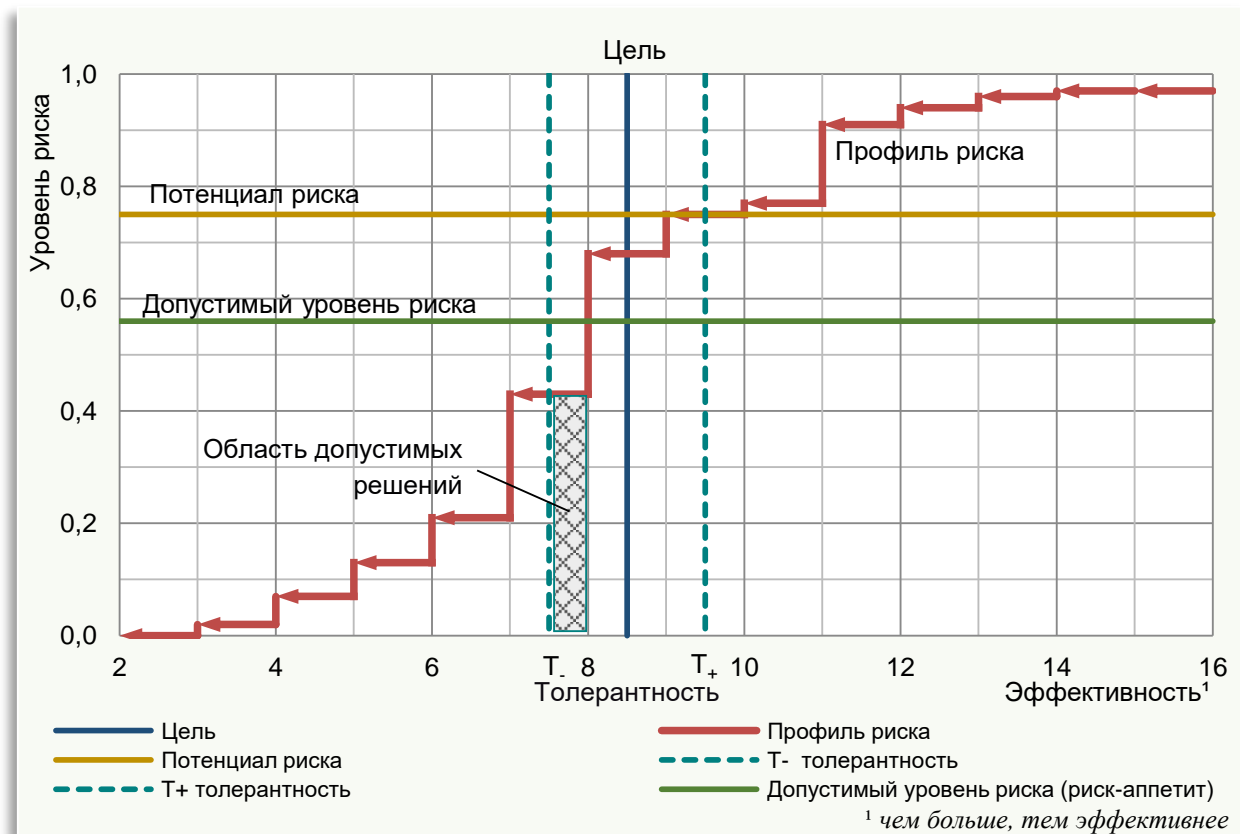 Цель
1,0
0,8
0,6
0,4
0,2
0,0
Уровень риска
Профиль риска
Потенциал риска
Допустимый уровень риска
Область допустимых
решений
2 4 6 T- 8 T+ 10 12 14 16
Толерантность Эффективность¹
Цель Профиль риска
Потенциал риска T- толерантность
T+ толерантность Допустимый уровень риска (риск-аппетит)
¹ чем больше, тем эффективнее